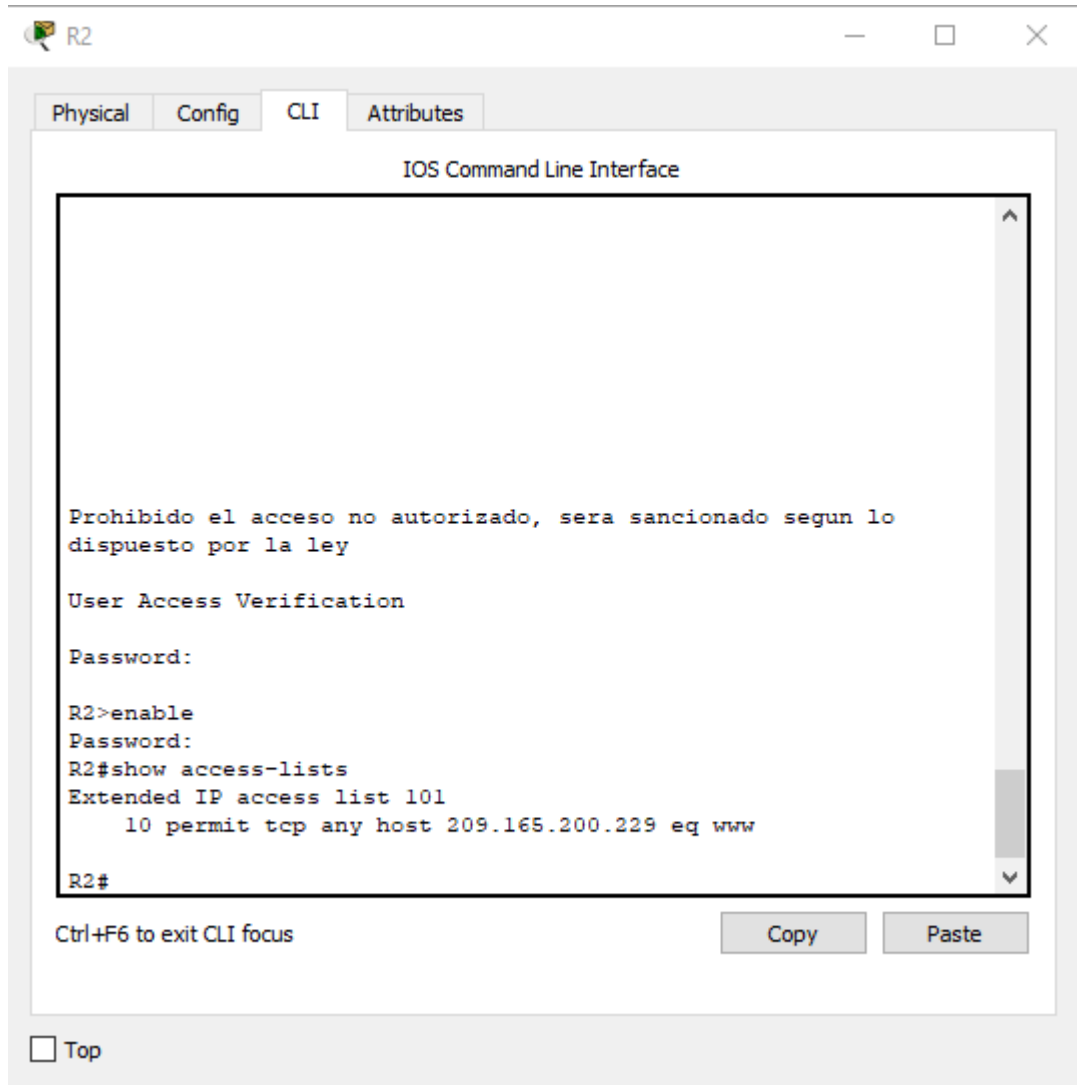 R2
Physical Config CLI Attributes
IOS Command Line Interface
Prohibido el acceso no autorizado, sera sancionado segun lo
dispuesto por la ley
User Access Verification
Password:
R2>enable
Password:
R2#show access-lists
Extended IP access list 101
10 permit tcp any host 209.165.200.229 eq www
R2#
Ctrl+F6 to exit CLI focus
Copy Paste
Top